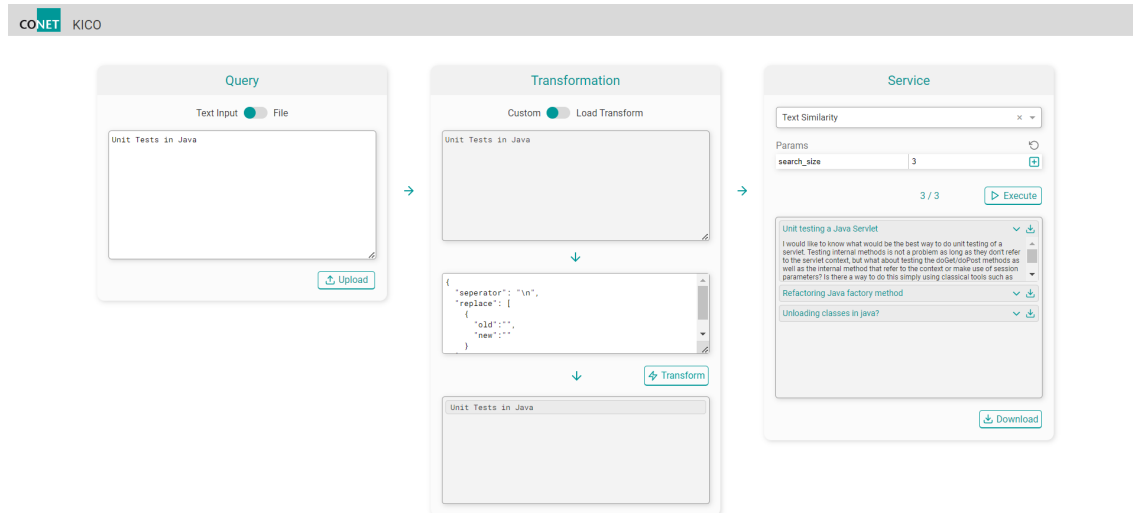 CONET KICO
Query
Text Input File
Unit Tests in Java
Upload
Transformation
Custom Load Transform
Unit Tests in Java
{
"seperator": "\n",
"replace": [
{
"old":"",
"new":""
}
Transform
Unit Tests in Java
Service
Text Similarity
Params
search_size 3
3 / 3 Execute
Unit testing a Java Servlet
I would like to know what would be the best way to do unit testing of a
servlet. Testing internal methods is not a problem as long as they don't refer
to the servlet context, but what about testing the doGet/doPost methods as
well as the internal method that refer to the context or make use of session
parameters? Is there a way to do this simply using classical tools such as
Refactoring Java factory method
Unloading classes in java?
Download